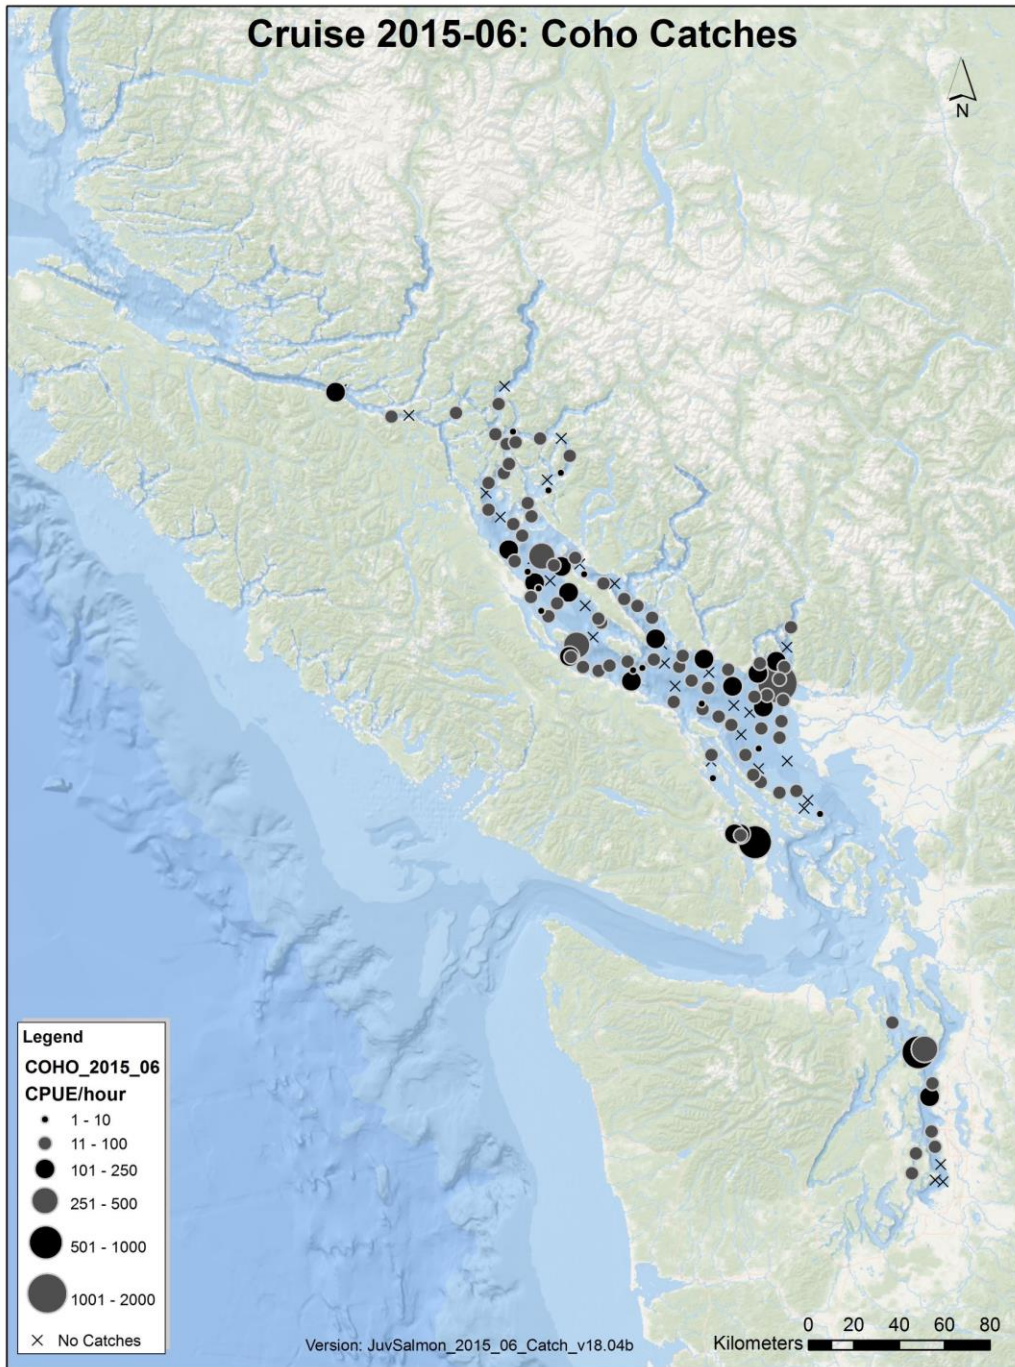 Cruise 2015-06: Coho Catches
N
Legend
COHO_2015_06
CPUE/hour
1 - 10
11 - 100
101 - 250
251 - 500
501 - 1000
1001 - 2000
No Catches
Version: JuvSalmon_2015_06_Catch_v18.04b
Kilometers
0 20 40 60 80